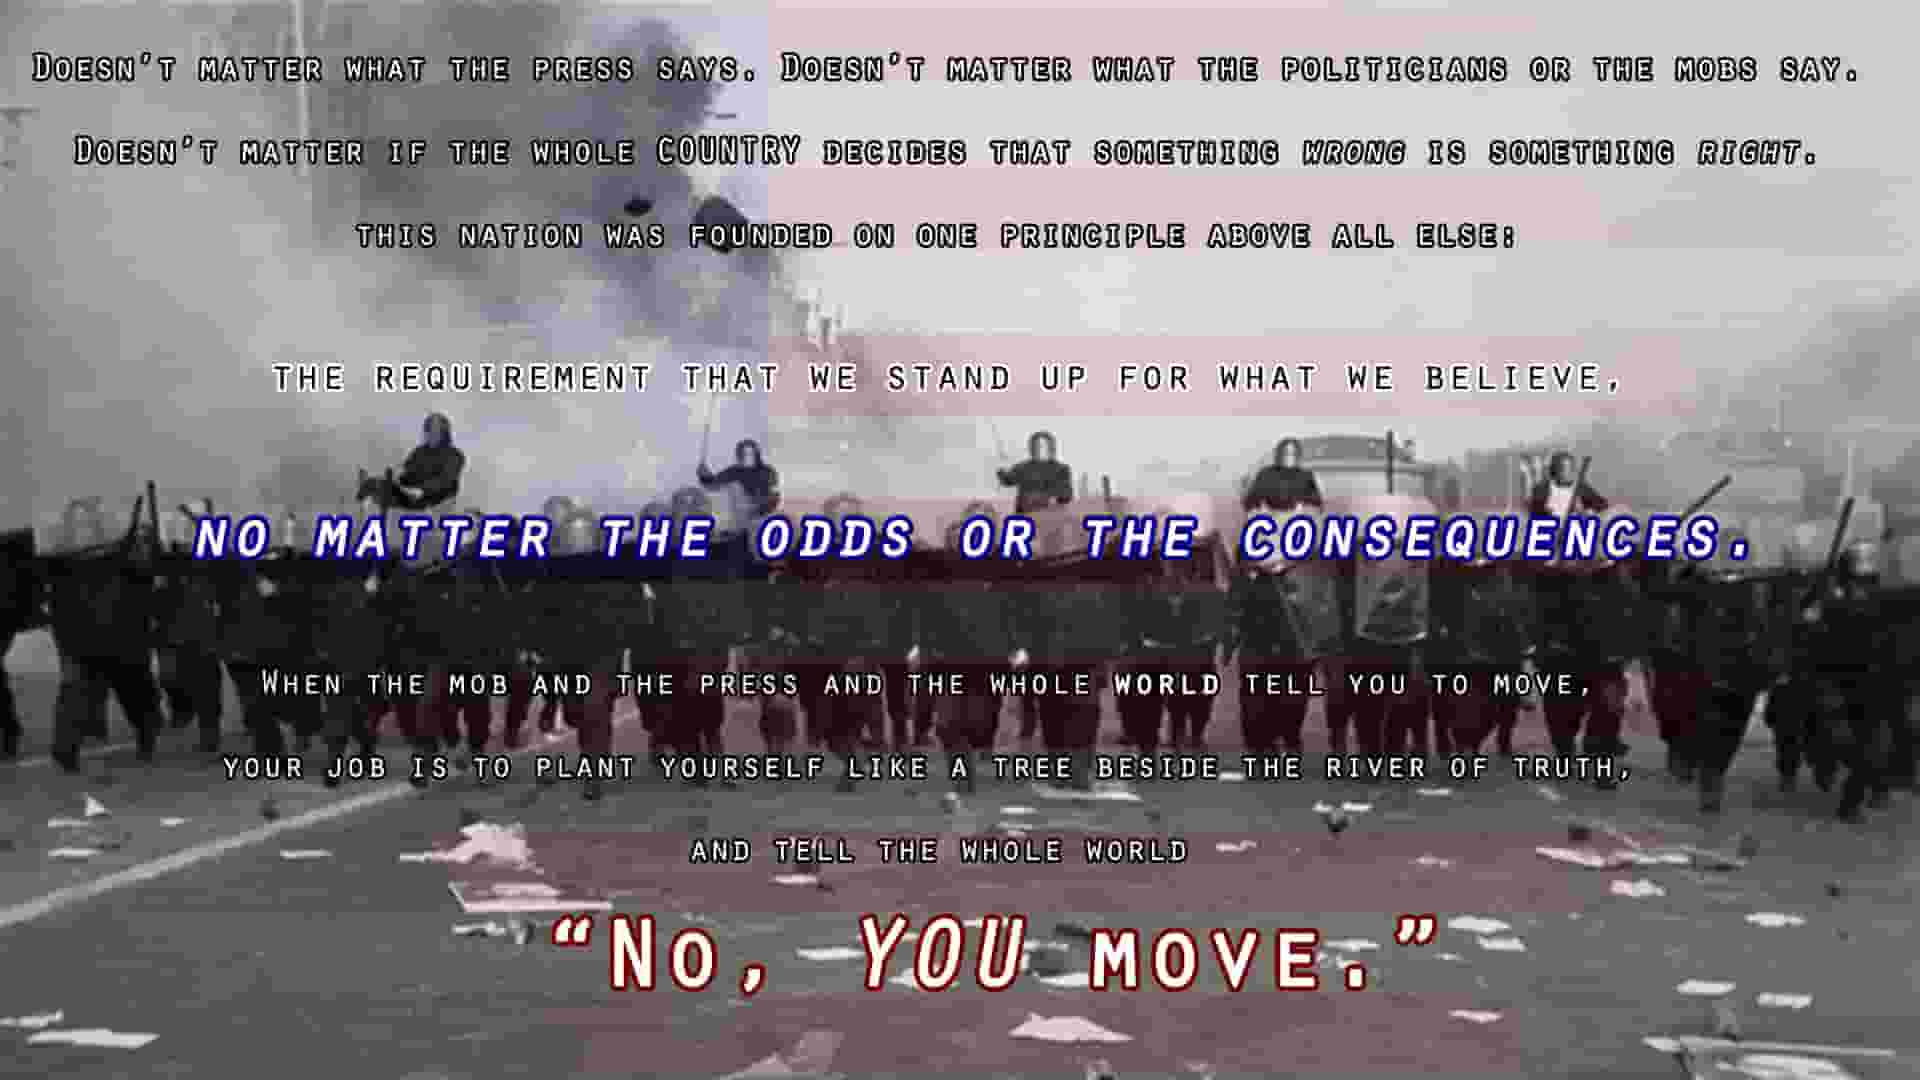 Doesn't matter what the press says. Doesn't matter what the politicians or the mobs say.
Doesn't matter if the whole COUNTRY decides that something wrong is something right.
this nation was founded on one principle above all else:
the requirement that we stand up for what we believe,
no matter the odds or the consequences.
When the mob and the press and the whole world tell you to move,
your job is to plant yourself like a tree beside the river of truth,
and tell the whole world
“No, YOU move.”